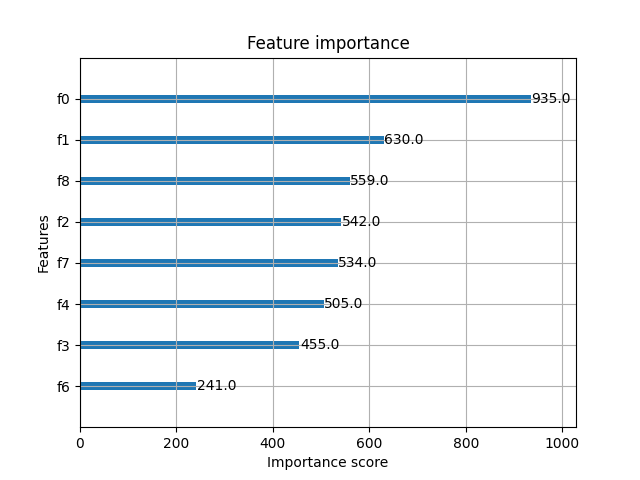 Feature importance
f0 935.0
f1 630.0
f8 559.0
f2 542.0
f7 534.0
f4 505.0
f3 455.0
f6 241.0
Features
0 200 400 600 800 1000
Importance score